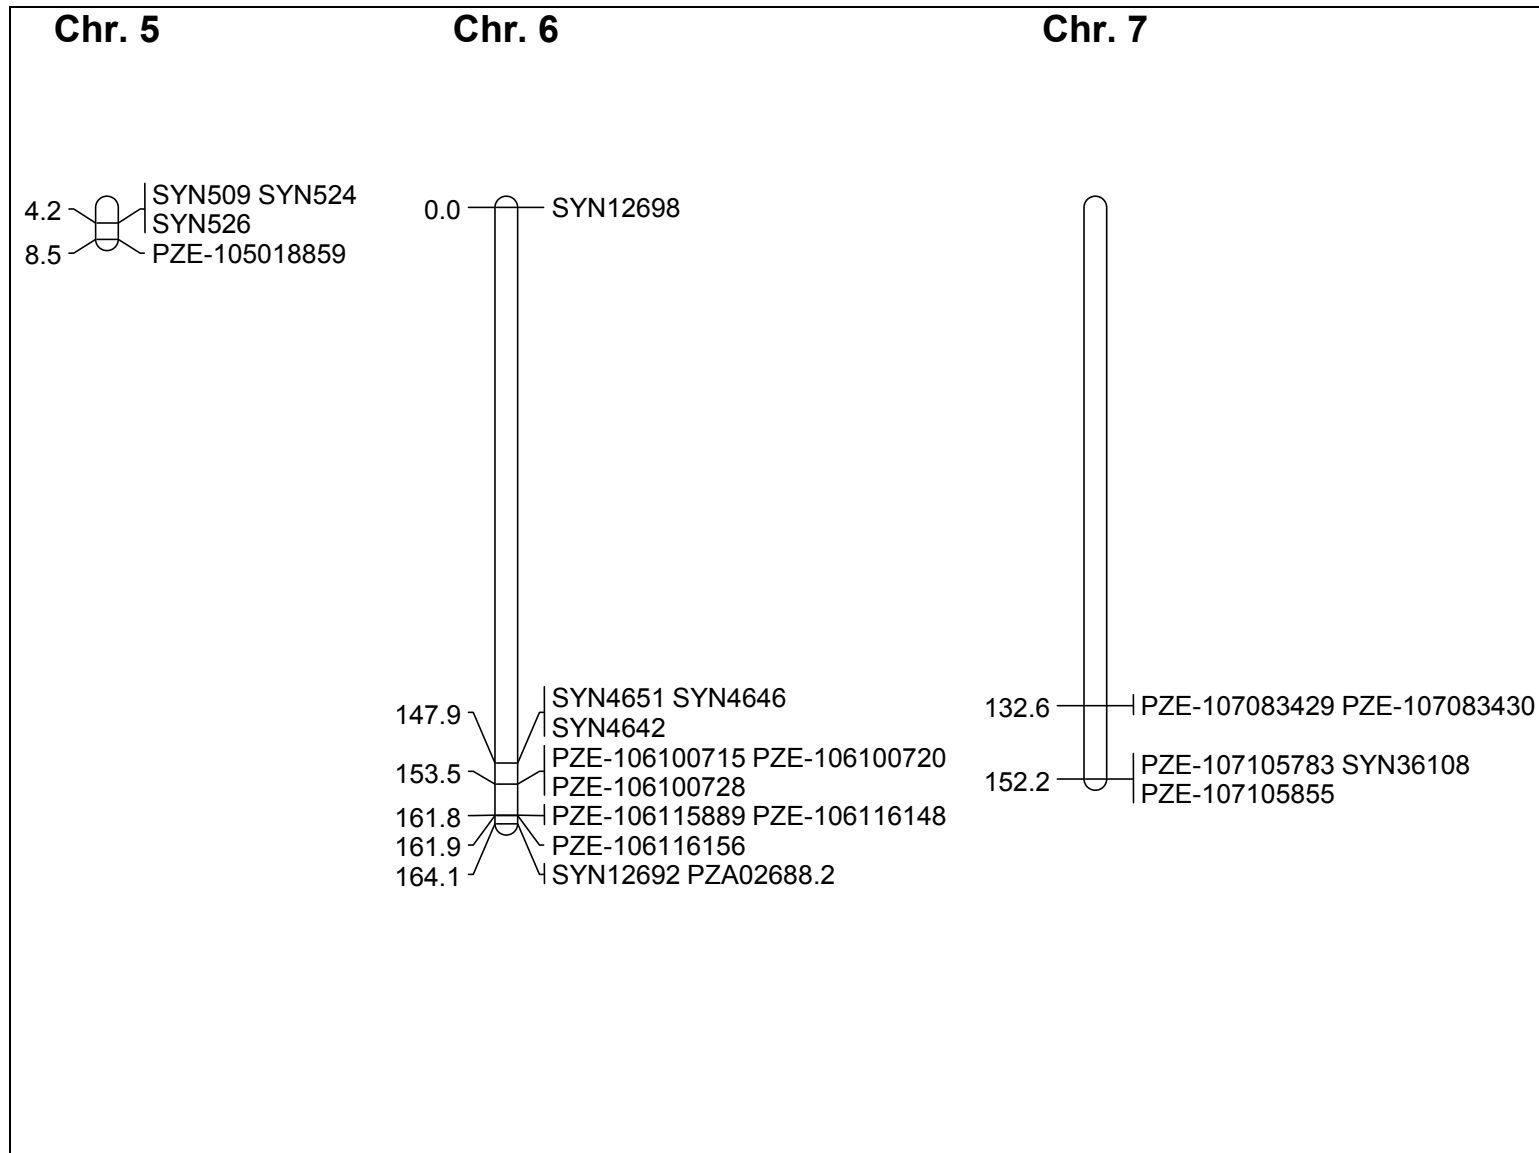 Chr. 5
Chr. 6
Chr. 7
4.2
SYN509 SYN524
SYN526
8.5
PZE-105018859
0.0
SYN12698
147.9
SYN4651 SYN4646
SYN4642
153.5
PZE-106100715 PZE-106100720
PZE-106100728
161.8
PZE-106115889 PZE-106116148
161.9
PZE-106116156
164.1
SYN12692 PZA02688.2
132.6
PZE-107083429 PZE-107083430
152.2
PZE-107105783 SYN36108
PZE-107105855